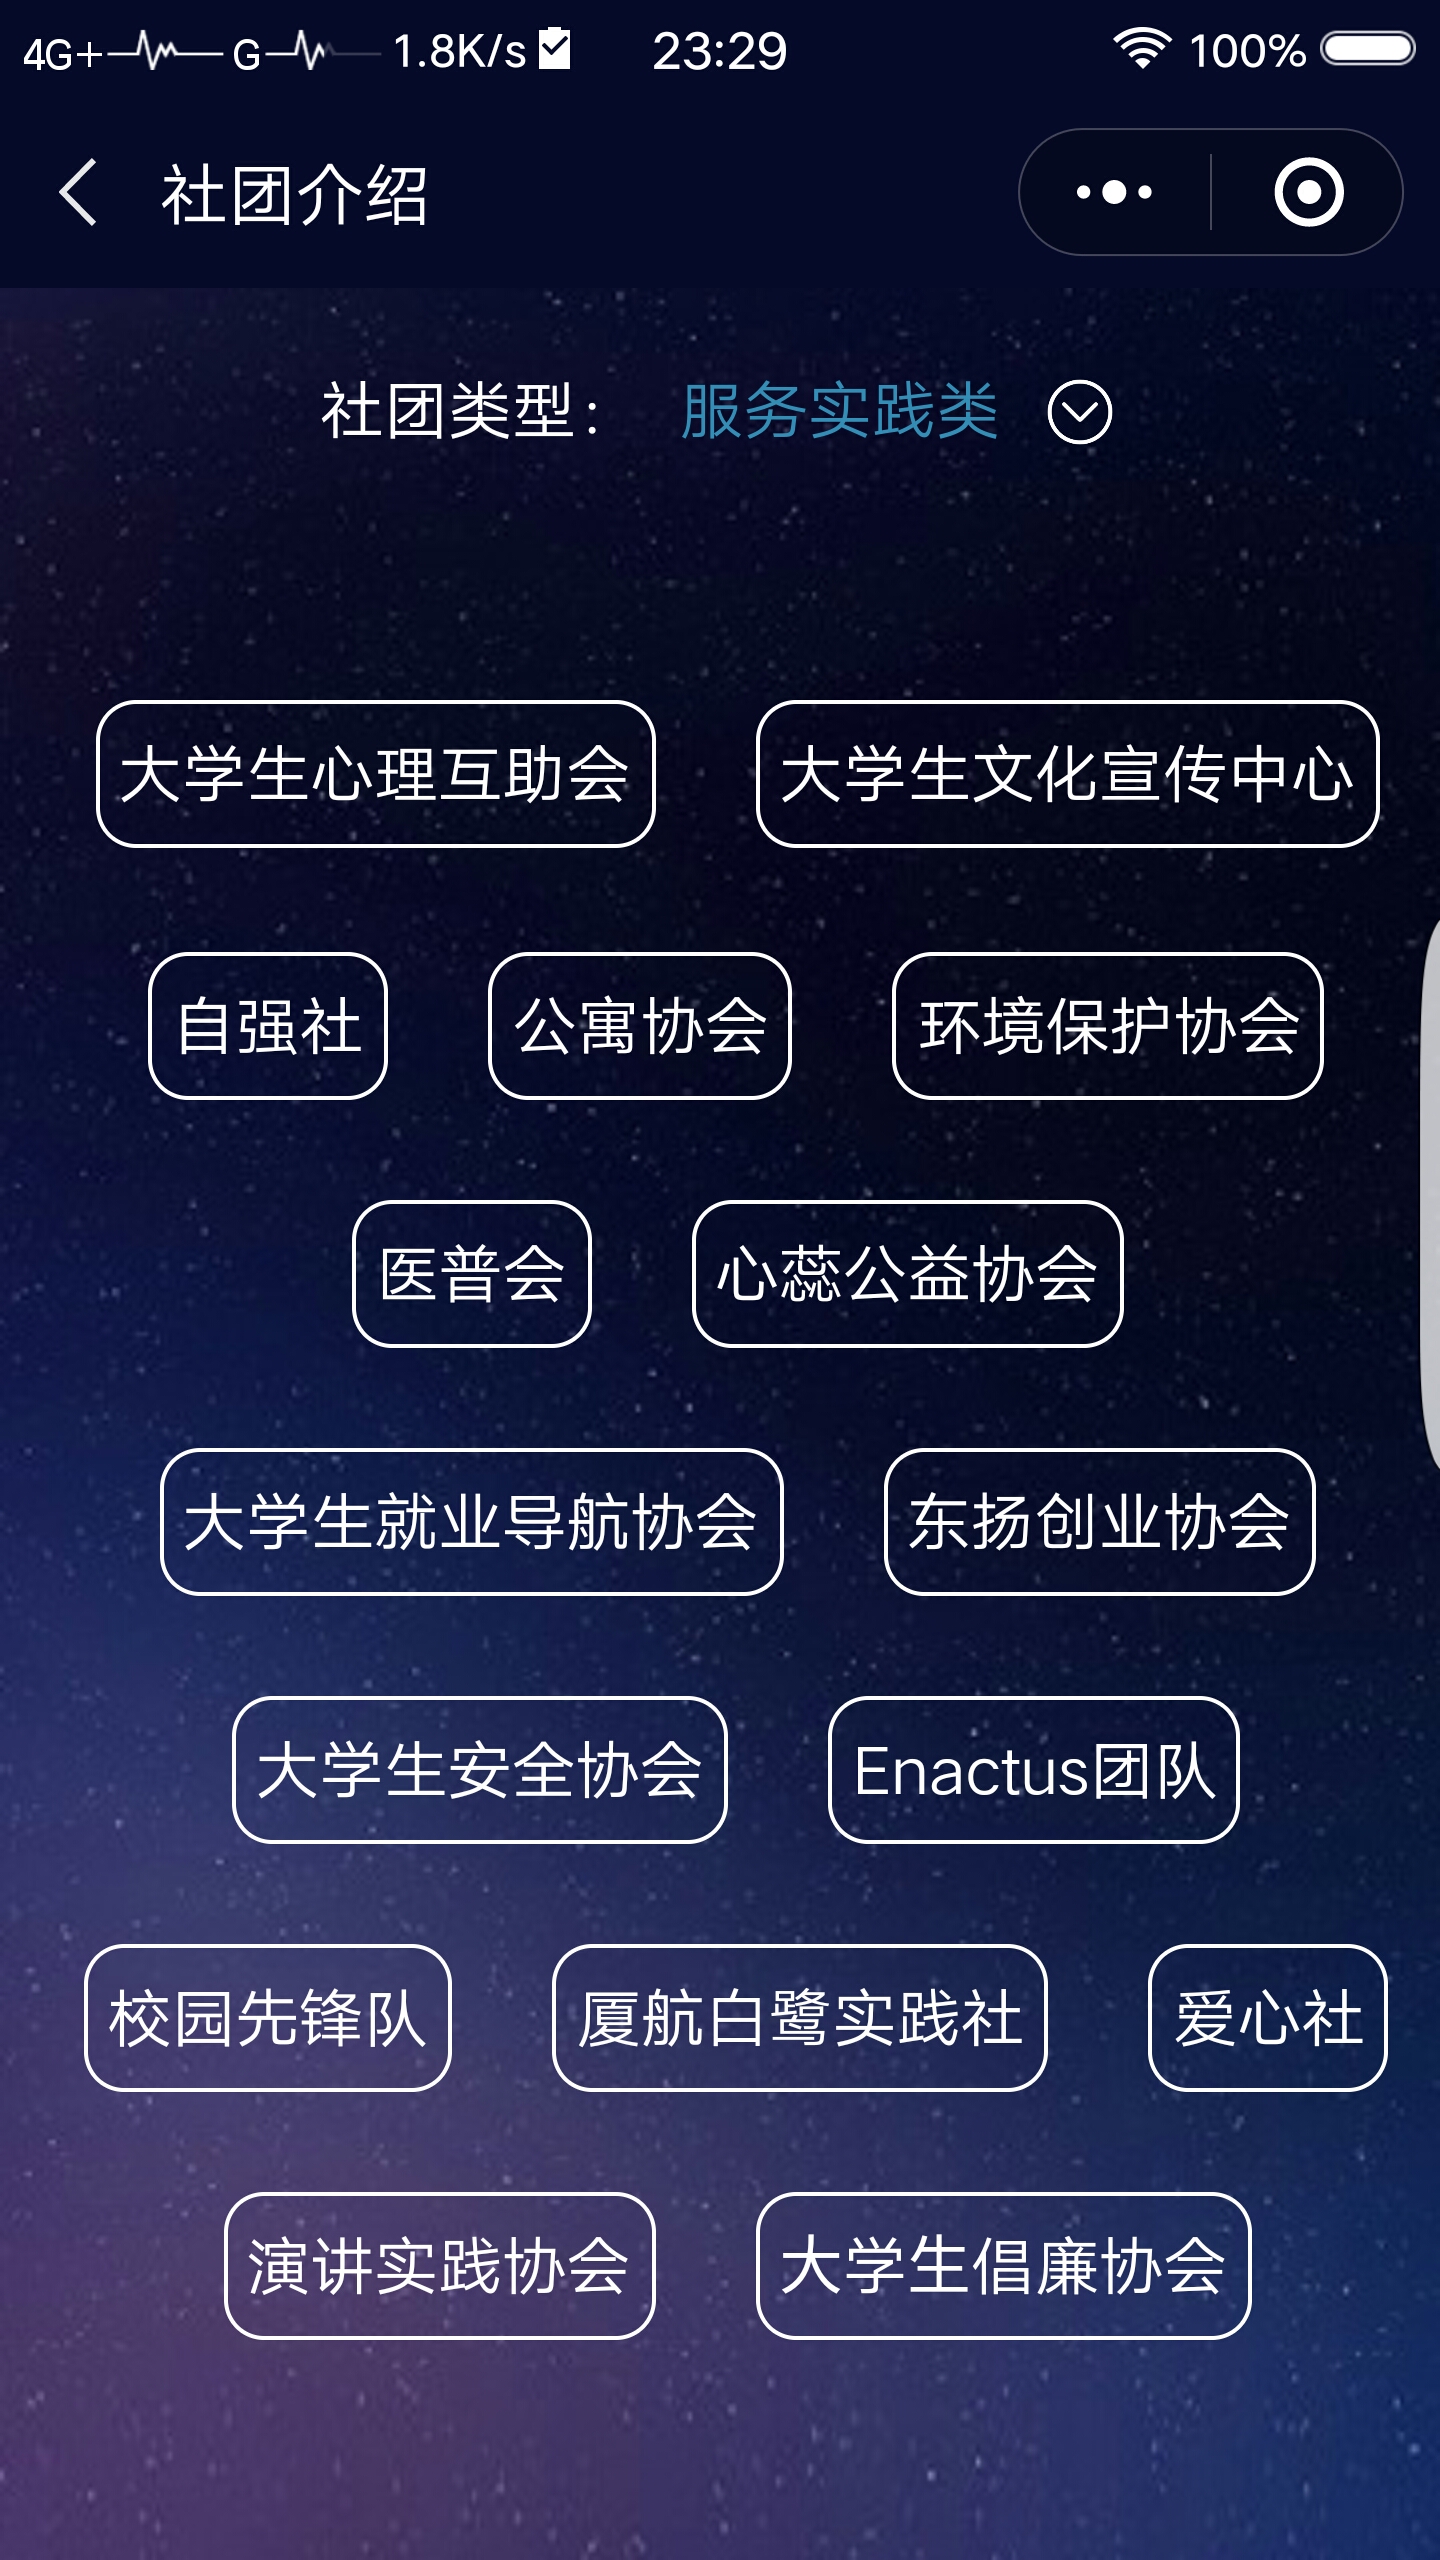 4G+ G 1.8K/s 23:29 100%
社团介绍
社团类型： 服务实践类
大学生心理互助会 大学生文化宣传中心
自强社 公寓协会 环境保护协会
医普会 心蕊公益协会
大学生就业导航协会 东扬创业协会
大学生安全协会 Enactus团队
校园先锋队 厦航白鹭实践社 爱心社
演讲实践协会 大学生倡廉协会